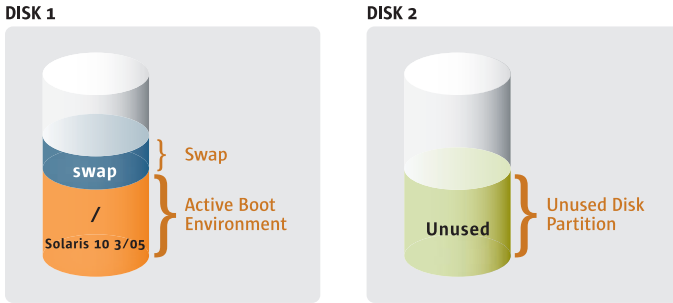 DISK 1
swap
Swap
/
Solaris 10 3/05
Active Boot
Environment
DISK 2
Unused
Unused Disk
Partition